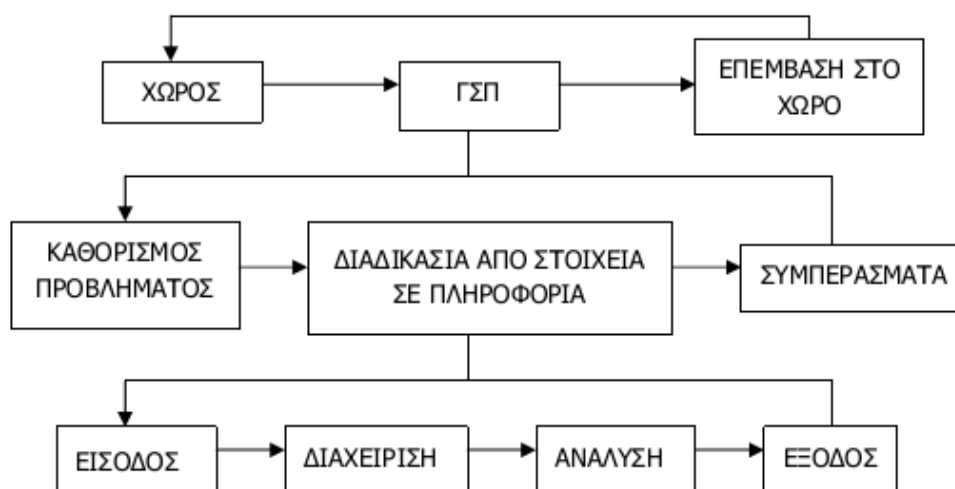 ΧΩΡΟΣ
ΓΣΠ
ΕΠΕΜΒΑΣΗ ΣΤΟ
ΧΩΡΟ
ΚΑΘΟΡΙΣΜΟΣ
ΠΡΟΒΛΗΜΑΤΟΣ
ΔΙΑΔΙΚΑΣΙΑ ΑΠΟ ΣΤΟΙΧΕΙΑ
ΣΕ ΠΛΗΡΟΦΟΡΙΑ
ΣΥΜΠΕΡΑΣΜΑΤΑ
ΕΙΣΟΔΟΣ
ΔΙΑΧΕΙΡΙΣΗ
ΑΝΑΛΥΣΗ
ΕΞΟΔΟΣ